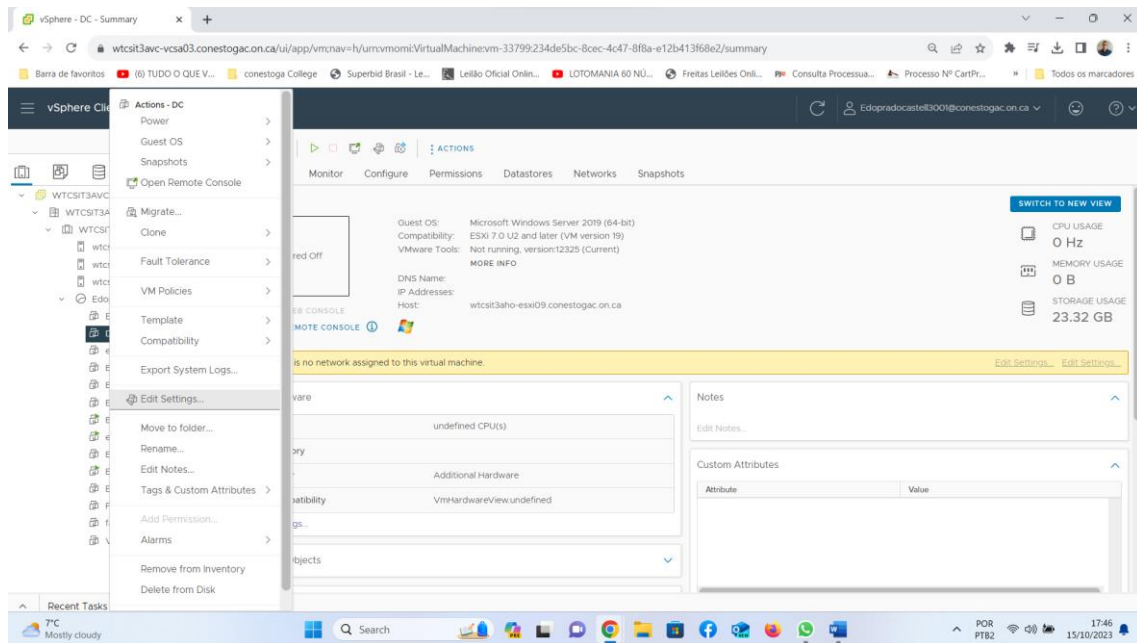 vSphere - DC - Summary
wtcsit3avc-vcsa03.conestogac.on.ca/ui/app/vm;nav=h/urn:vmomi:VirtualMachine:vm-33799:234de5bc-8cec-4c47-8f8a-e12b413f68e2/summary
Barra de favoritos (6) TUDO O QUE V... conestoga College Superbid Brasil - Le... Leilão Oficial Onlin... LOTOMANIA 60 NÚ... Freitas Leilões Onli... Consulta Processua... Processo Nº CartPr... » Todos os marcadores
vSphere Clie
Edopradocastell3001@conestogac.on.ca
Actions - DC
Power
Guest OS
Snapshots
Open Remote Console
Migrate...
Clone
Fault Tolerance
VM Policies
Template
Compatibility
Export System Logs...
Edit Settings...
Move to folder...
Rename...
Edit Notes...
Tags & Custom Attributes
Add Permission...
Alarms
Remove from Inventory
Delete from Disk
ACTIONS
Monitor Configure Permissions Datastores Networks Snapshots
WTCSIT3AVC
WTCSIT3A
WTCSI
wtcs
wtcs
wtcs
Edo
red Off
EB CONSOLE
MOTE CONSOLE
Guest OS: Microsoft Windows Server 2019 (64-bit)
Compatibility: ESXi 7.0 U2 and later (VM version 19)
VMware Tools: Not running, version:12325 (Current)
MORE INFO
DNS Name:
IP Addresses:
Host: wtcsit3aho-esxi09.conestogac.on.ca
SWITCH TO NEW VIEW
CPU USAGE
0 Hz
MEMORY USAGE
0 B
STORAGE USAGE
23.32 GB
is no network assigned to this virtual machine. Edit Settings... Edit Settings...
ware
undefined CPU(s)
ory
Additional Hardware
patibility VmHardwareView.undefined
gs...
bjects
Notes
Edit Notes...
Custom Attributes
Attribute Value
Recent Tasks
7°C
Mostly cloudy
Search
POR
PTB2
17:46
15/10/2023